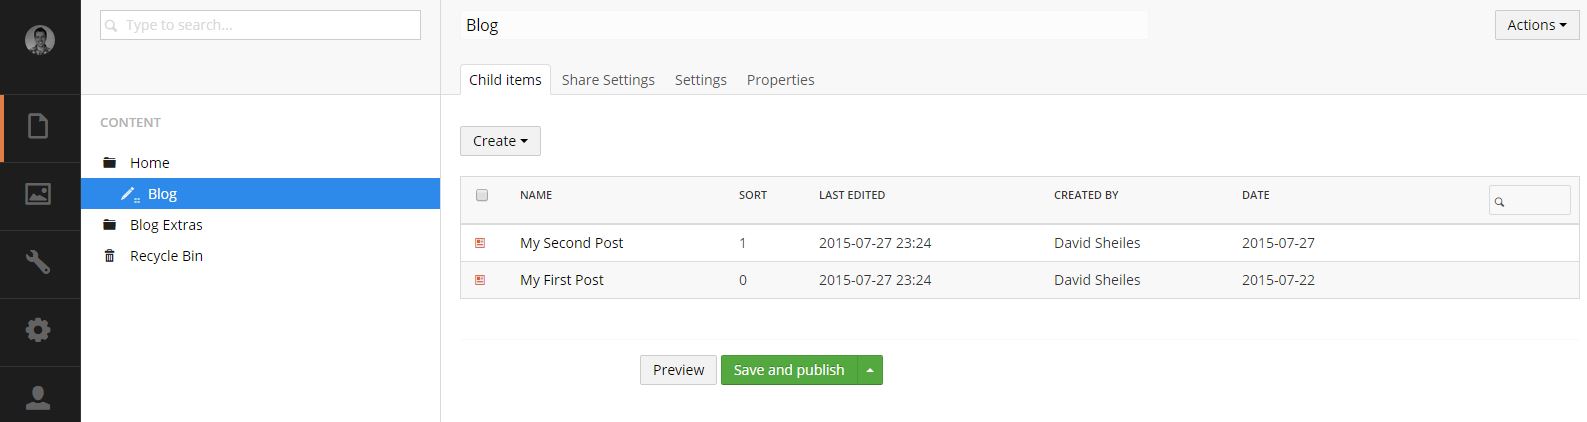 Type to search...
CONTENT
Home
Blog
Blog Extras
Recycle Bin
Blog
Actions
Child items Share Settings Settings Properties
Create
NAME SORT LAST EDITED CREATED BY DATE
My Second Post 1 2015-07-27 23:24 David Sheiles 2015-07-27
My First Post 0 2015-07-27 23:24 David Sheiles 2015-07-22
Preview Save and publish